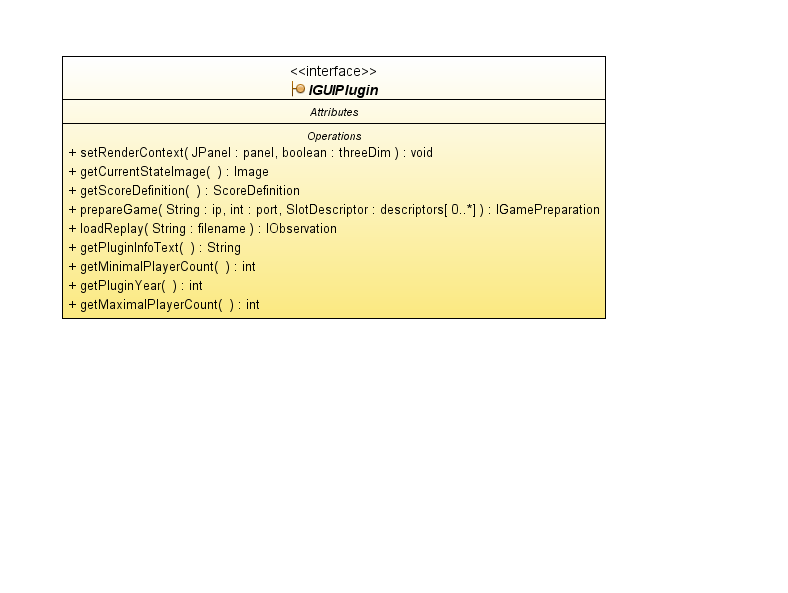 <<interface>>
IGUIPlugin
Attributes
Operations
+ setRenderContext( JPanel : panel, boolean : threeDim ) : void
+ getCurrentStateImage(  ) : Image
+ getScoreDefinition(  ) : ScoreDefinition
+ prepareGame( String : ip, int : port, SlotDescriptor : descriptors[ 0..*] ) : IGamePreparation
+ loadReplay( String : filename ) : IObservation
+ getPluginInfoText(  ) : String
+ getMinimalPlayerCount(  ) : int
+ getPluginYear(  ) : int
+ getMaximalPlayerCount(  ) : int